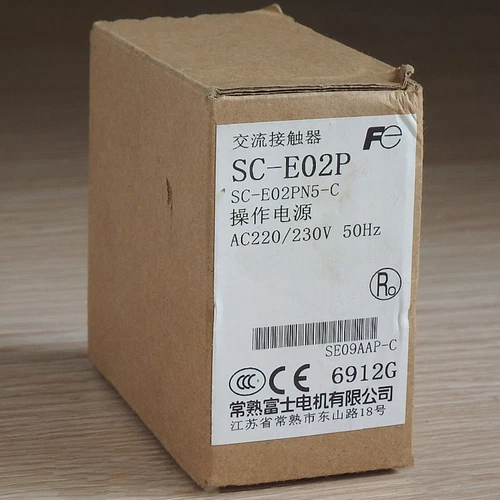 交流接触器
Fe
SC-E02P
SC-E02PN5-C
操作电源
AC220/230V 50Hz
Ro
SE09AAP-C
CCC CE 6912G
常熟富士电机有限公司
江苏省常熟市东山路18号